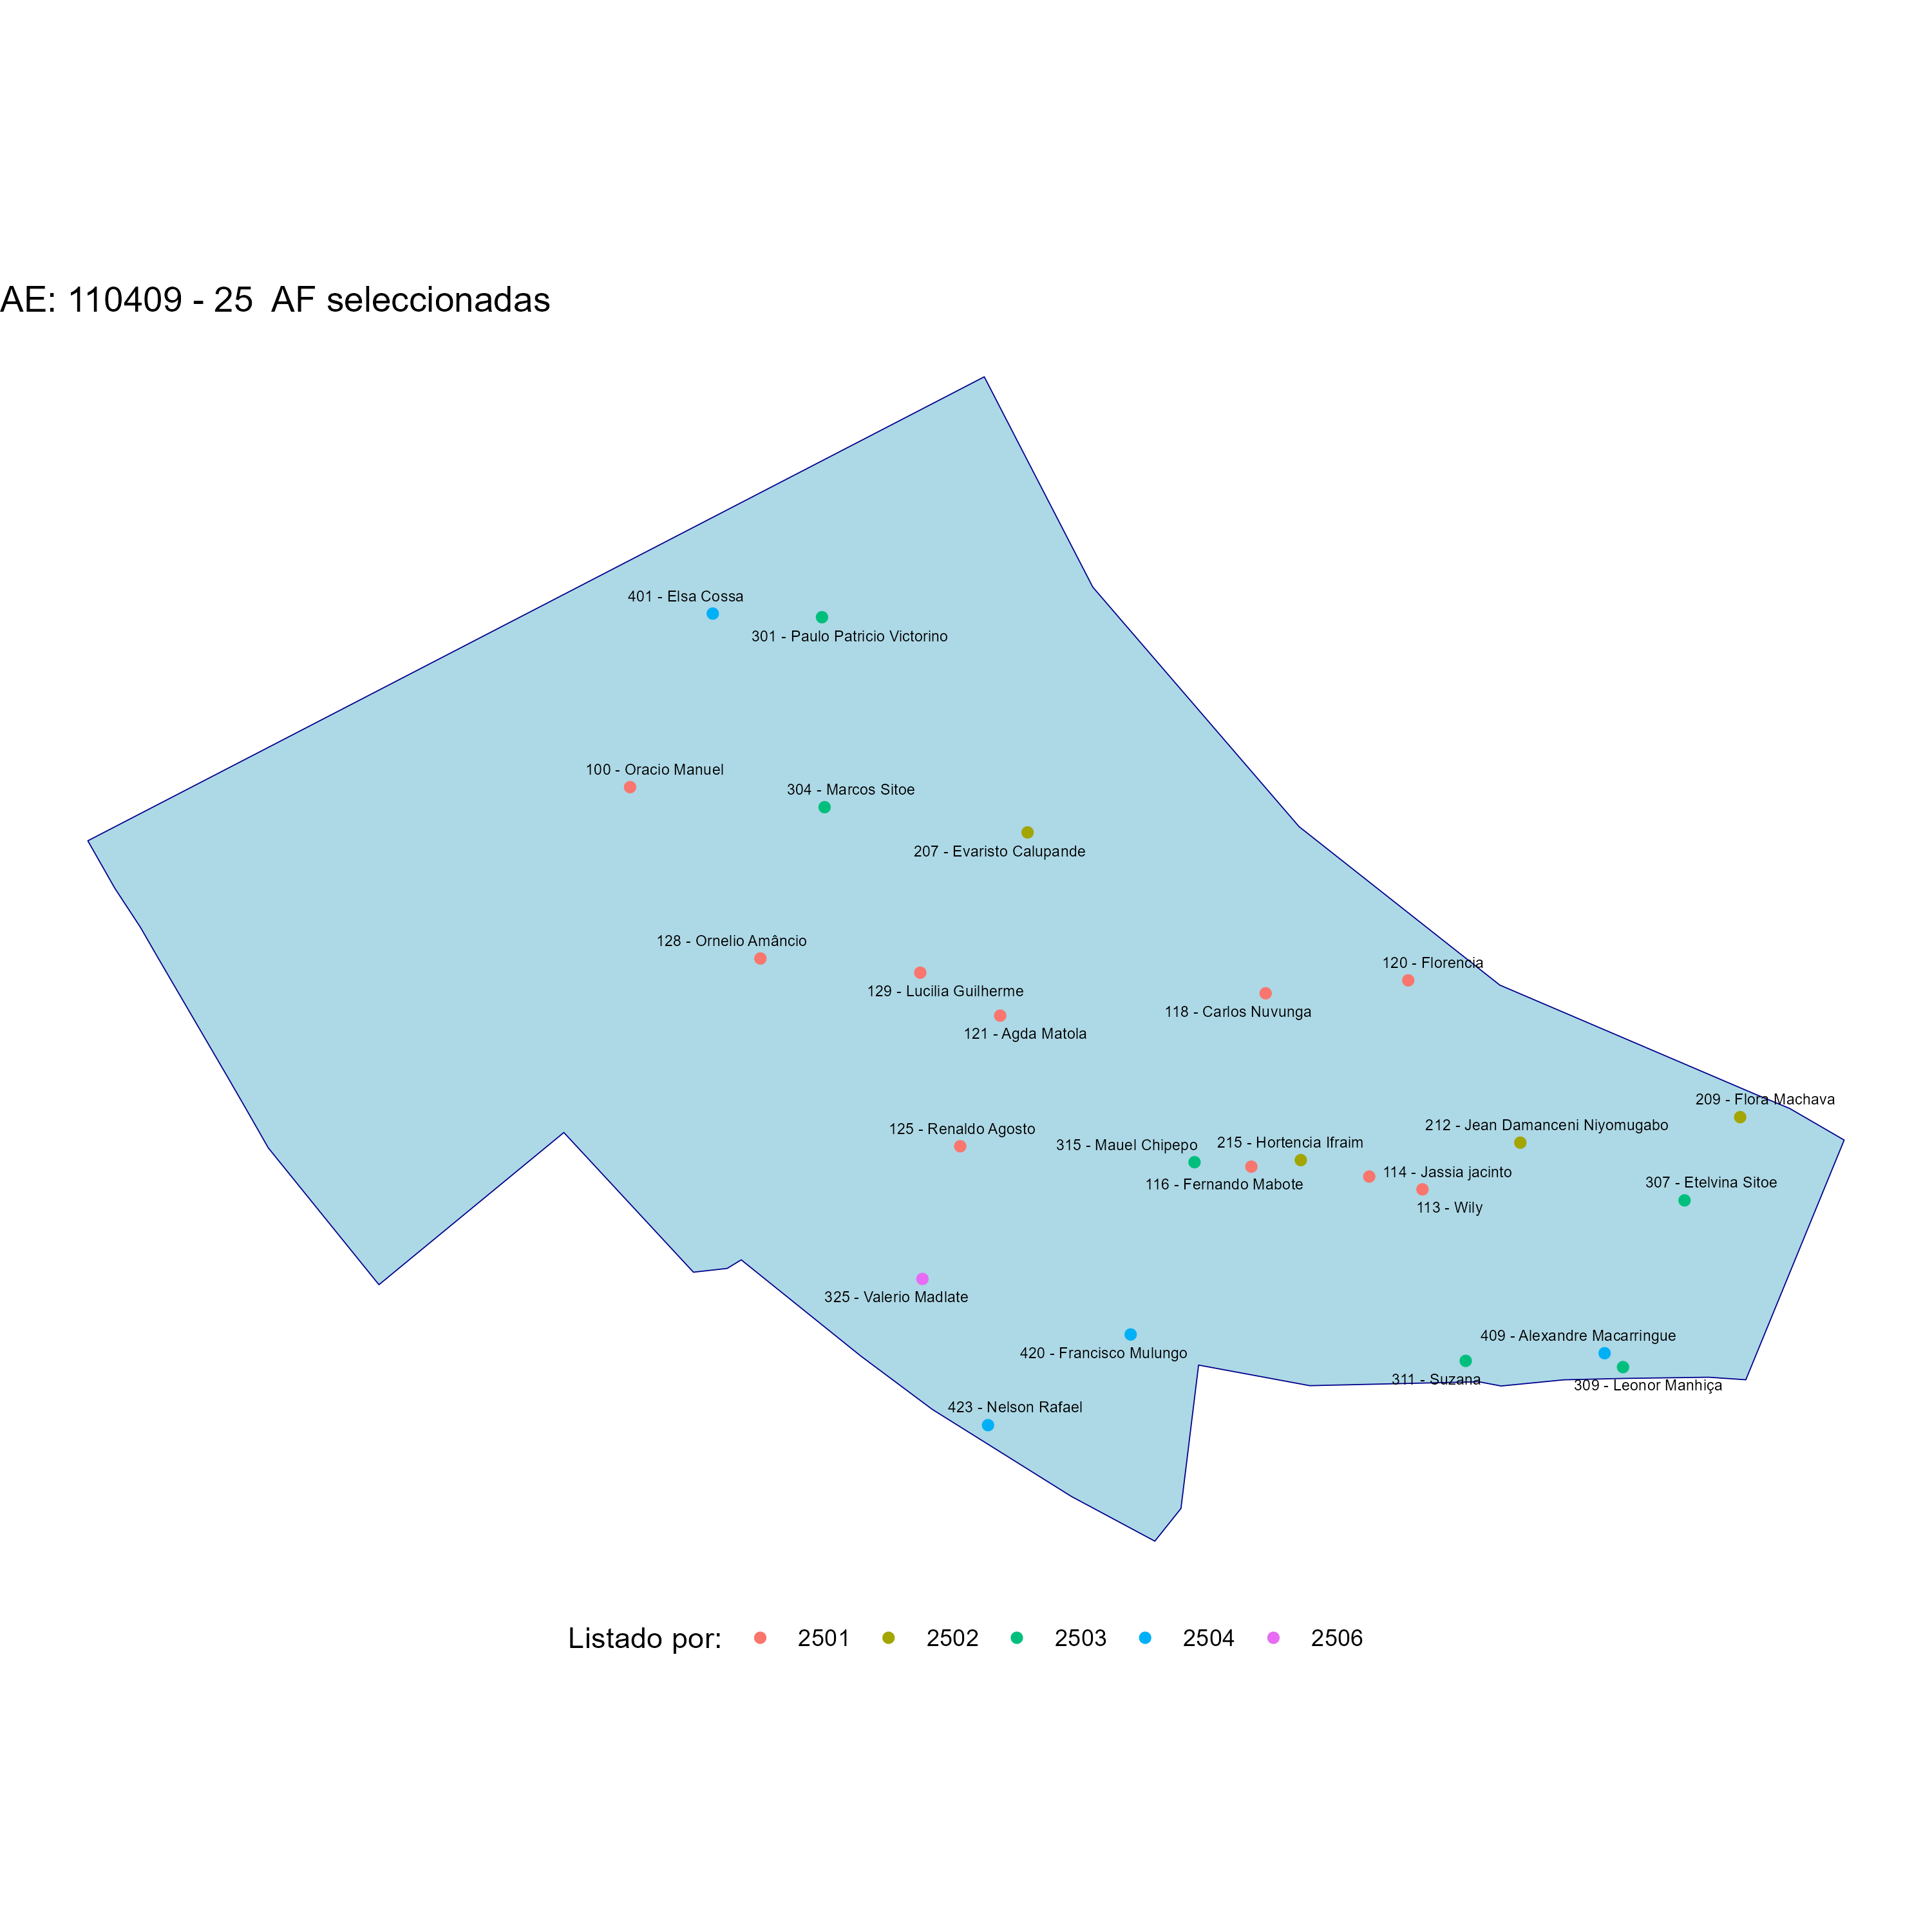 AE: 110409 - 25  AF seleccionadas
401 - Elsa Cossa
301 - Paulo Patricio Victorino
100 - Oracio Manuel
304 - Marcos Sitoe
207 - Evaristo Calupande
128 - Ornelio Amâncio
120 - Florencia
129 - Lucilia Guilherme
118 - Carlos Nuvunga
121 - Agda Matola
209 - Flora Machava
212 - Jean Damanceni Niyomugabo
125 - Renaldo Agosto
315 - Mauel Chipepo
215 - Hortencia Ifraim
114 - Jassia jacinto
116 - Fernando Mabote
307 - Etelvina Sitoe
113 - Wily
325 - Valerio Madlate
409 - Alexandre Macarringue
420 - Francisco Mulungo
311 - Suzana
309 - Leonor Manhiça
423 - Nelson Rafael
Listado por: 2501 2502 2503 2504 2506